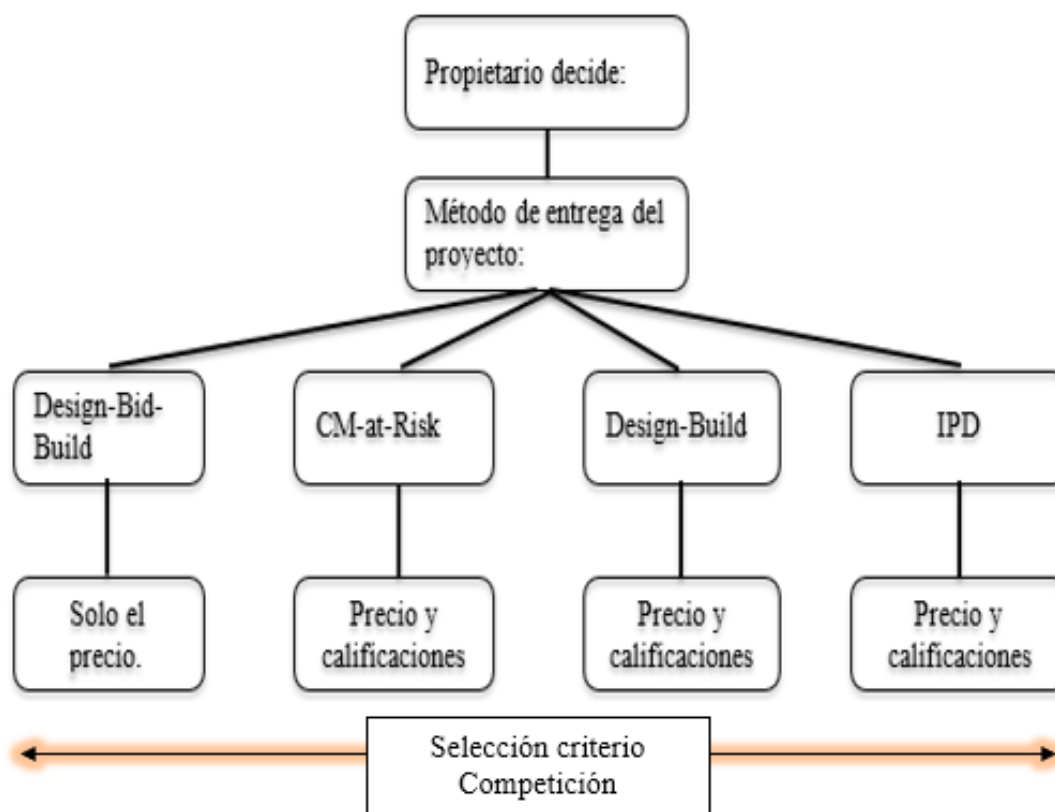 Propietario decide:
Método de entrega del
proyecto:
Design-Bid-
Build
CM-at-Risk
Design-Build
IPD
Solo el
precio.
Precio y
calificaciones
Precio y
calificaciones
Precio y
calificaciones
Selección criterio
Competición